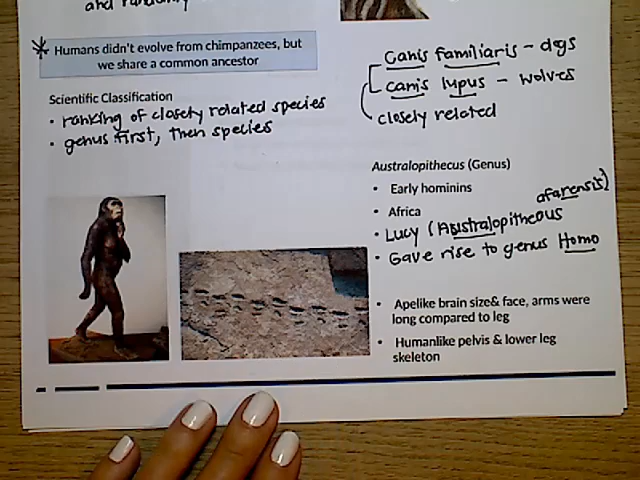 and randomly
Humans didn't evolve from chimpanzees, but
we share a common ancestor
Scientific Classification
• ranking of closely related species
• genus first, then species
Canis familiaris - dogs
canis lupus - wolves
closely related
Australopithecus (Genus)
• Early hominins
• Africa
afarensis)
• Lucy (Australopitheous
• Gave rise to genus Homo
• Apelike brain size& face, arms were
long compared to leg
• Humanlike pelvis & lower leg
skeleton